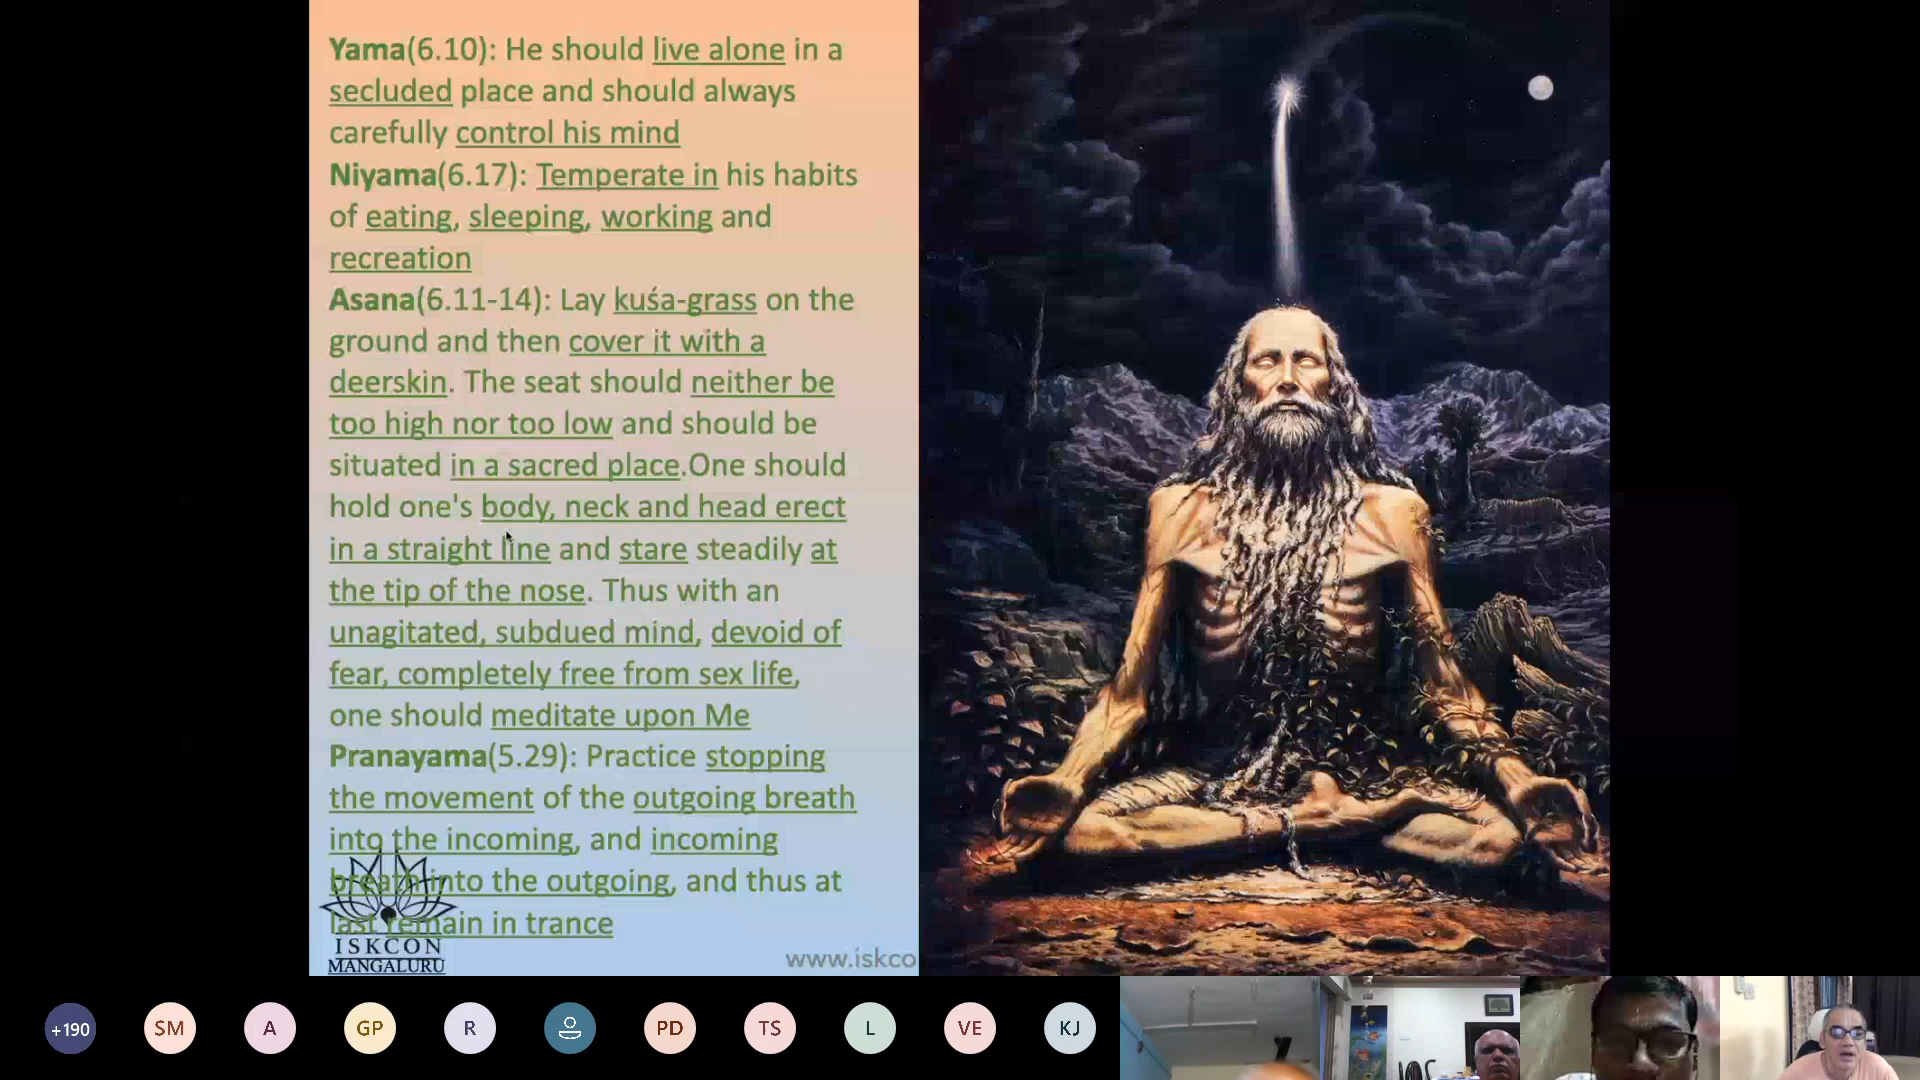 Yama(6.10): He should live alone in a
secluded place and should always
carefully control his mind
Niyama(6.17): Temperate in his habits
of eating, sleeping, working and
recreation
Asana(6.11-14): Lay kuśa-grass on the
ground and then cover it with a
deerskin. The seat should neither be
too high nor too low and should be
situated in a sacred place.One should
hold one's body, neck and head erect
in a straight line and stare steadily at
the tip of the nose. Thus with an
unagitated, subdued mind, devoid of
fear, completely free from sex life,
one should meditate upon Me
Pranayama(5.29): Practice stopping
the movement of the outgoing breath
into the incoming, and incoming
breath into the outgoing, and thus at
last remain in trance
ISKCON
MANGALURU
www.iskco
+190
SM
A
GP
R
PD
TS
L
VE
KJ